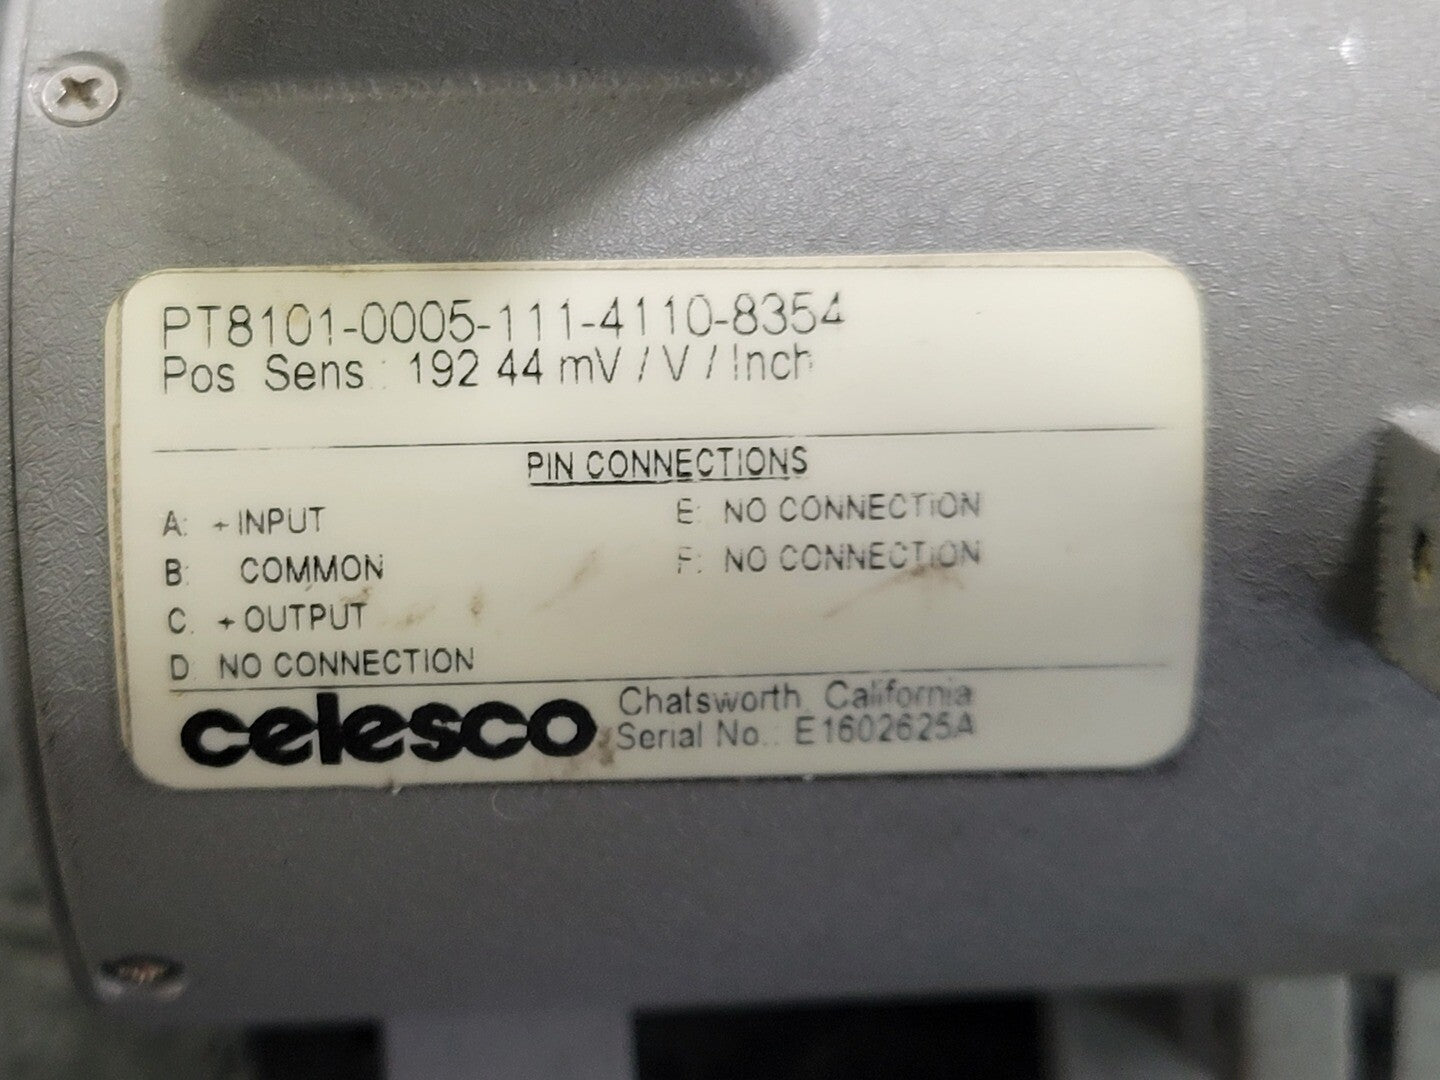 PT8101-0005-111-4110-8354
Pos Sens: 192.44 mV / V / Inch
PIN CONNECTIONS
A: + INPUT
B: COMMON
C: + OUTPUT
D: NO CONNECTION
E: NO CONNECTION
F: NO CONNECTION
celesco
Chatsworth, California
Serial No.: E1602625A